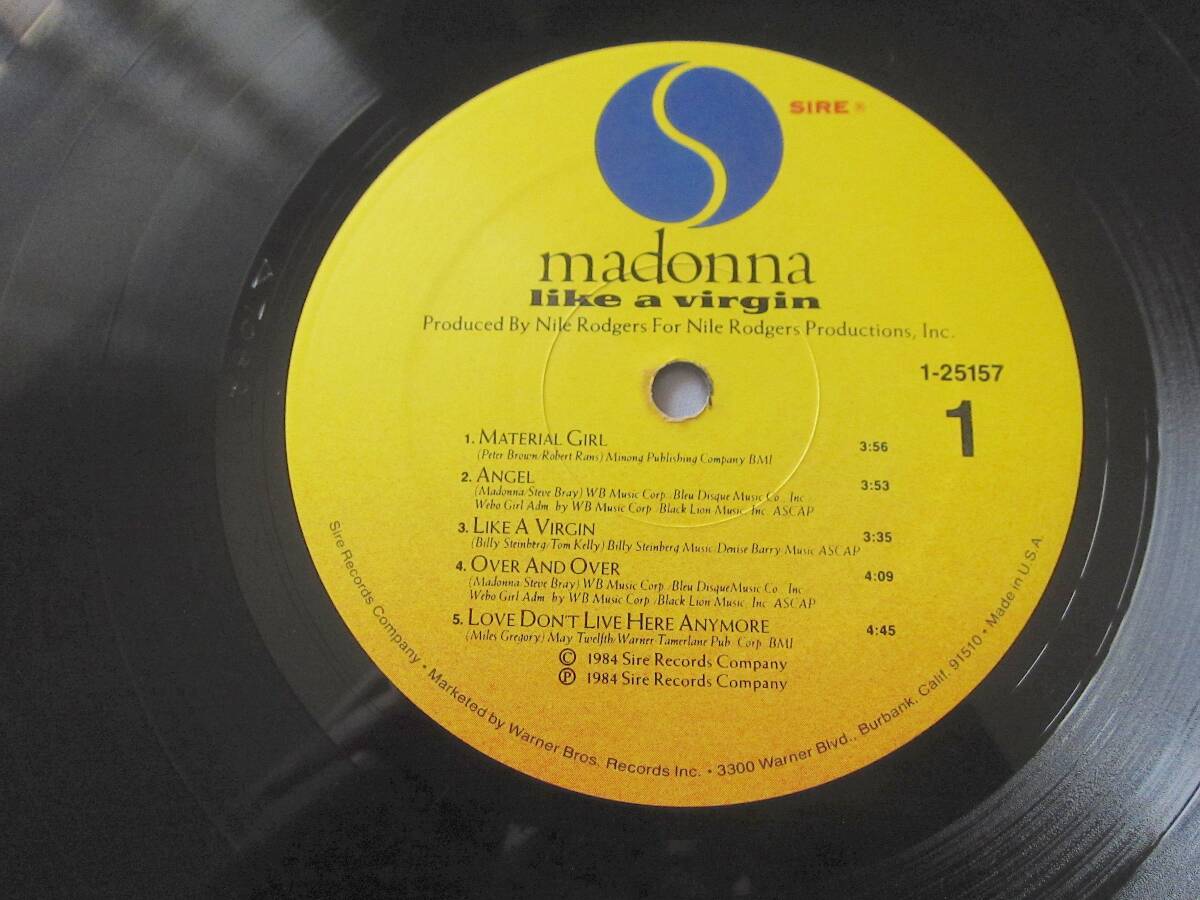 SIRE ®
madonna
like a virgin
Produced By Nile Rodgers For Nile Rodgers Productions, Inc.
1-25157
1
1. MATERIAL GIRL 3:56
(Peter Brown/Robert Rans) Minong Publishing Company BMI
2. ANGEL 3:53
(Madonna/Steve Bray) WB Music Corp./Bleu Disque Music Co., Inc
Webo Girl Adm. by WB Music Corp./Black Lion Music, Inc. ASCAP
3. LIKE A VIRGIN 3:35
(Billy Steinberg/Tom Kelly) Billy Steinberg Music/Denise Barry Music ASCAP
4. OVER AND OVER 4:09
(Madonna/Steve Bray) WB Music Corp./Bleu DisqueMusic Co., Inc
Webo Girl Adm. by WB Music Corp./Black Lion Music, Inc. ASCAP
5. LOVE DON'T LIVE HERE ANYMORE 4:45
(Miles Gregory) May Twelfth/Warner-Tamerlane Pub. Corp. BMI
© 1984 Sire Records Company
℗ 1984 Sire Records Company
Sire Records Company • Marketed by Warner Bros. Records Inc. • 3300 Warner Blvd., Burbank, Calif. 91510 • Made in U.S.A